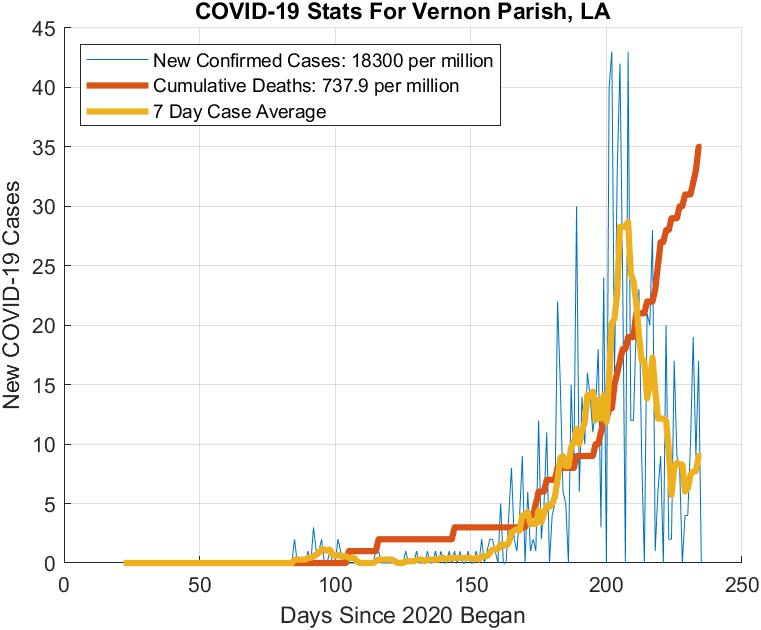 COVID-19 Stats For Vernon Parish, LA
New Confirmed Cases: 18300 per million
Cumulative Deaths: 737.9 per million
7 Day Case Average
New COVID-19 Cases
45
40
35
30
25
20
15
10
5
0
0 50 100 150 200 250
Days Since 2020 Began